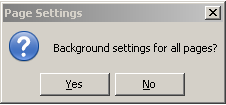 Page Settings
Background settings for all pages?
Yes
No